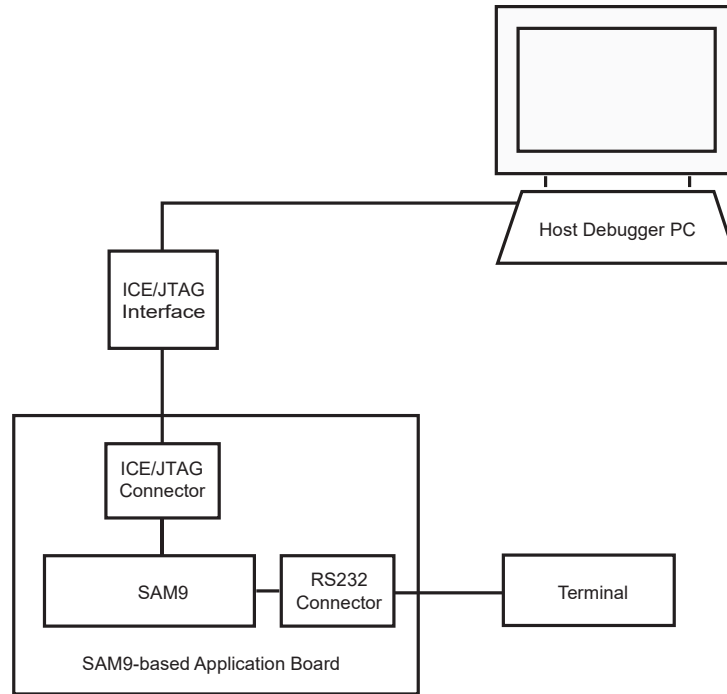 Host Debugger PC
ICE/JTAG
Interface
ICE/JTAG
Connector
SAM9
RS232
Connector
Terminal
SAM9-based Application Board